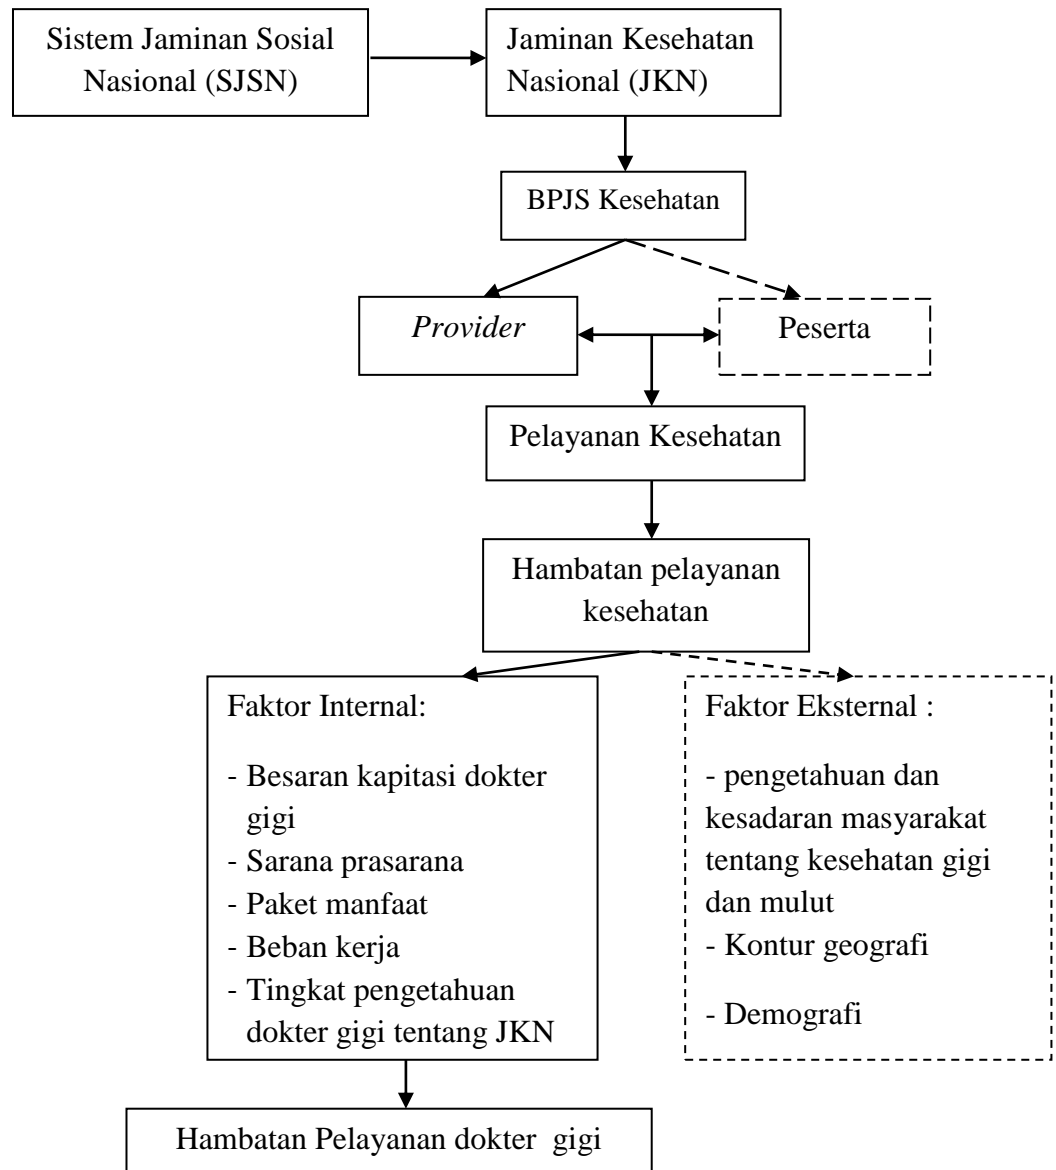 Sistem Jaminan Sosial
Nasional (SJSN)
Jaminan Kesehatan
Nasional (JKN)
BPJS Kesehatan
Provider
Peserta
Pelayanan Kesehatan
Hambatan pelayanan
kesehatan
Faktor Internal:
- Besaran kapitasi dokter
gigi
- Sarana prasarana
- Paket manfaat
- Beban kerja
- Tingkat pengetahuan
dokter gigi tentang JKN
Faktor Eksternal :
- pengetahuan dan
kesadaran masyarakat
tentang kesehatan gigi
dan mulut
- Kontur geografi
- Demografi
Hambatan Pelayanan dokter  gigi